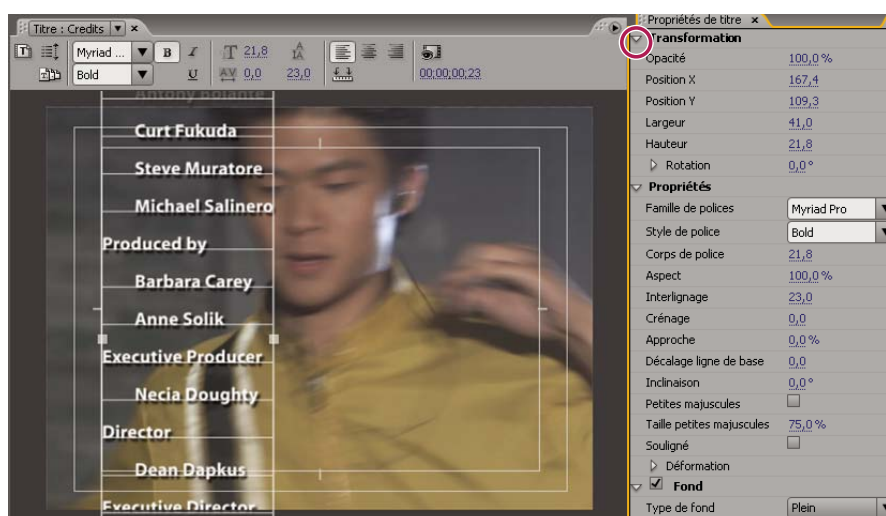 Titre : Credits
Propriétés de titre
Myriad ...
B
I
T
21,8
Bold
U
AV
0,0
23,0
00;00;00;23
Antony Bolante
Curt Fukuda
Steve Muratore
Michael Salinero
Produced by
Barbara Carey
Anne Solik
Executive Producer
Necia Doughty
Director
Dean Dapkus
Executive Director
Transformation
Opacité 100,0 %
Position X 167,4
Position Y 109,3
Largeur 41,0
Hauteur 21,8
Rotation 0,0 °
Propriétés
Famille de polices Myriad Pro
Style de police Bold
Corps de police 21,8
Aspect 100,0 %
Interlignage 23,0
Crénage 0,0
Approche 0,0 %
Décalage ligne de base 0,0
Inclinaison 0,0 °
Petites majuscules
Taille petites majuscules 75,0 %
Souligné
Déformation
Fond
Type de fond Plein